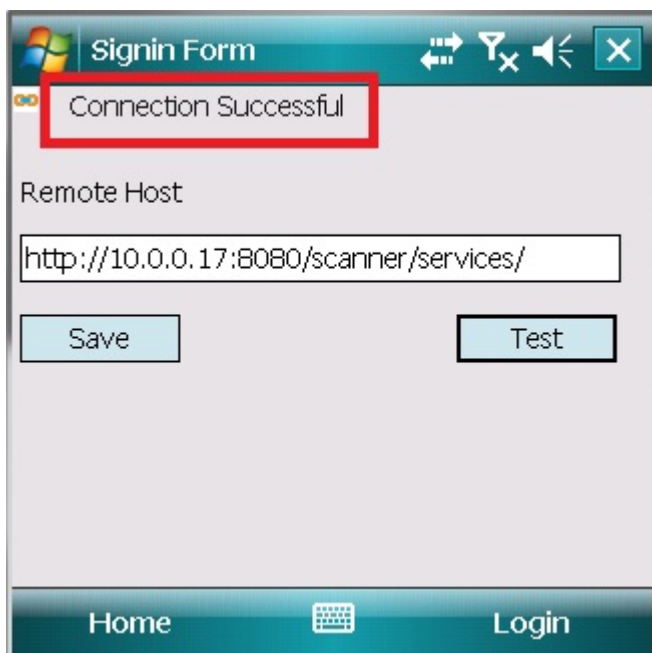 Signin Form
Connection Successful
Remote Host
http://10.0.0.17:8080/scanner/services/
Save Test
Home Login